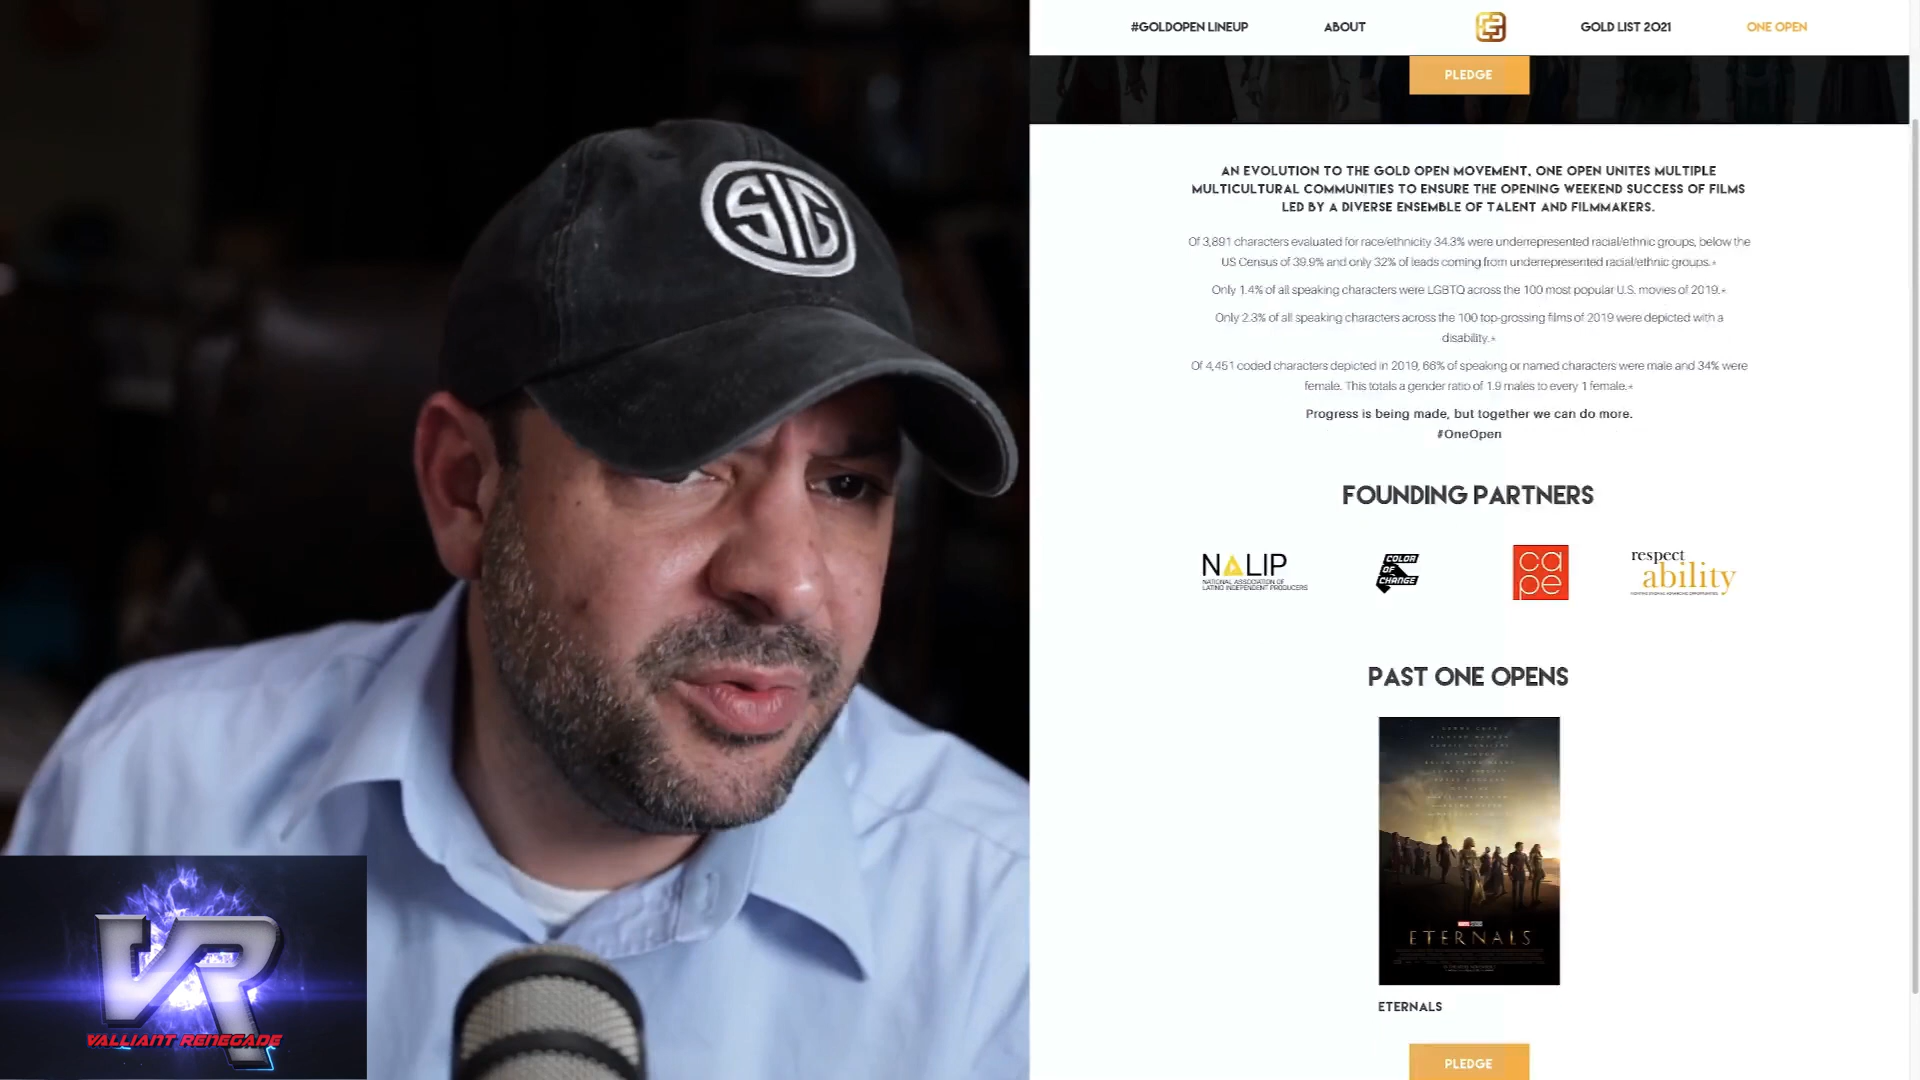 #GOLDOPEN LINEUP
ABOUT
GOLD LIST 2021
ONE OPEN
PLEDGE
SIG
AN EVOLUTION TO THE GOLD OPEN MOVEMENT, ONE OPEN UNITES MULTIPLE
MULTICULTURAL COMMUNITIES TO ENSURE THE OPENING WEEKEND SUCCESS OF FILMS
LED BY A DIVERSE ENSEMBLE OF TALENT AND FILMMAKERS.
Of 3,891 characters evaluated for race/ethnicity 34.3% were underrepresented racial/ethnic groups, below the
US Census of 39.9% and only 32% of leads coming from underrepresented racial/ethnic groups.*
Only 1.4% of all speaking characters were LGBTQ across the 100 most popular U.S. movies of 2019.*
Only 2.3% of all speaking characters across the 100 top-grossing films of 2019 were depicted with a
disability.*
Of 4,451 coded characters depicted in 2019, 66% of speaking or named characters were male and 34% were
female. This totals a gender ratio of 1.9 males to every 1 female.*
Progress is being made, but together we can do more.
#OneOpen
FOUNDING PARTNERS
NALIP
NATIONAL ASSOCIATION OF
LATINO INDEPENDENT PRODUCERS
COLOR
OF
CHANGE
ca
pe
respect
ability
PAST ONE OPENS
ETERNALS
ETERNALS
PLEDGE
VR
VALLIANT RENEGADE